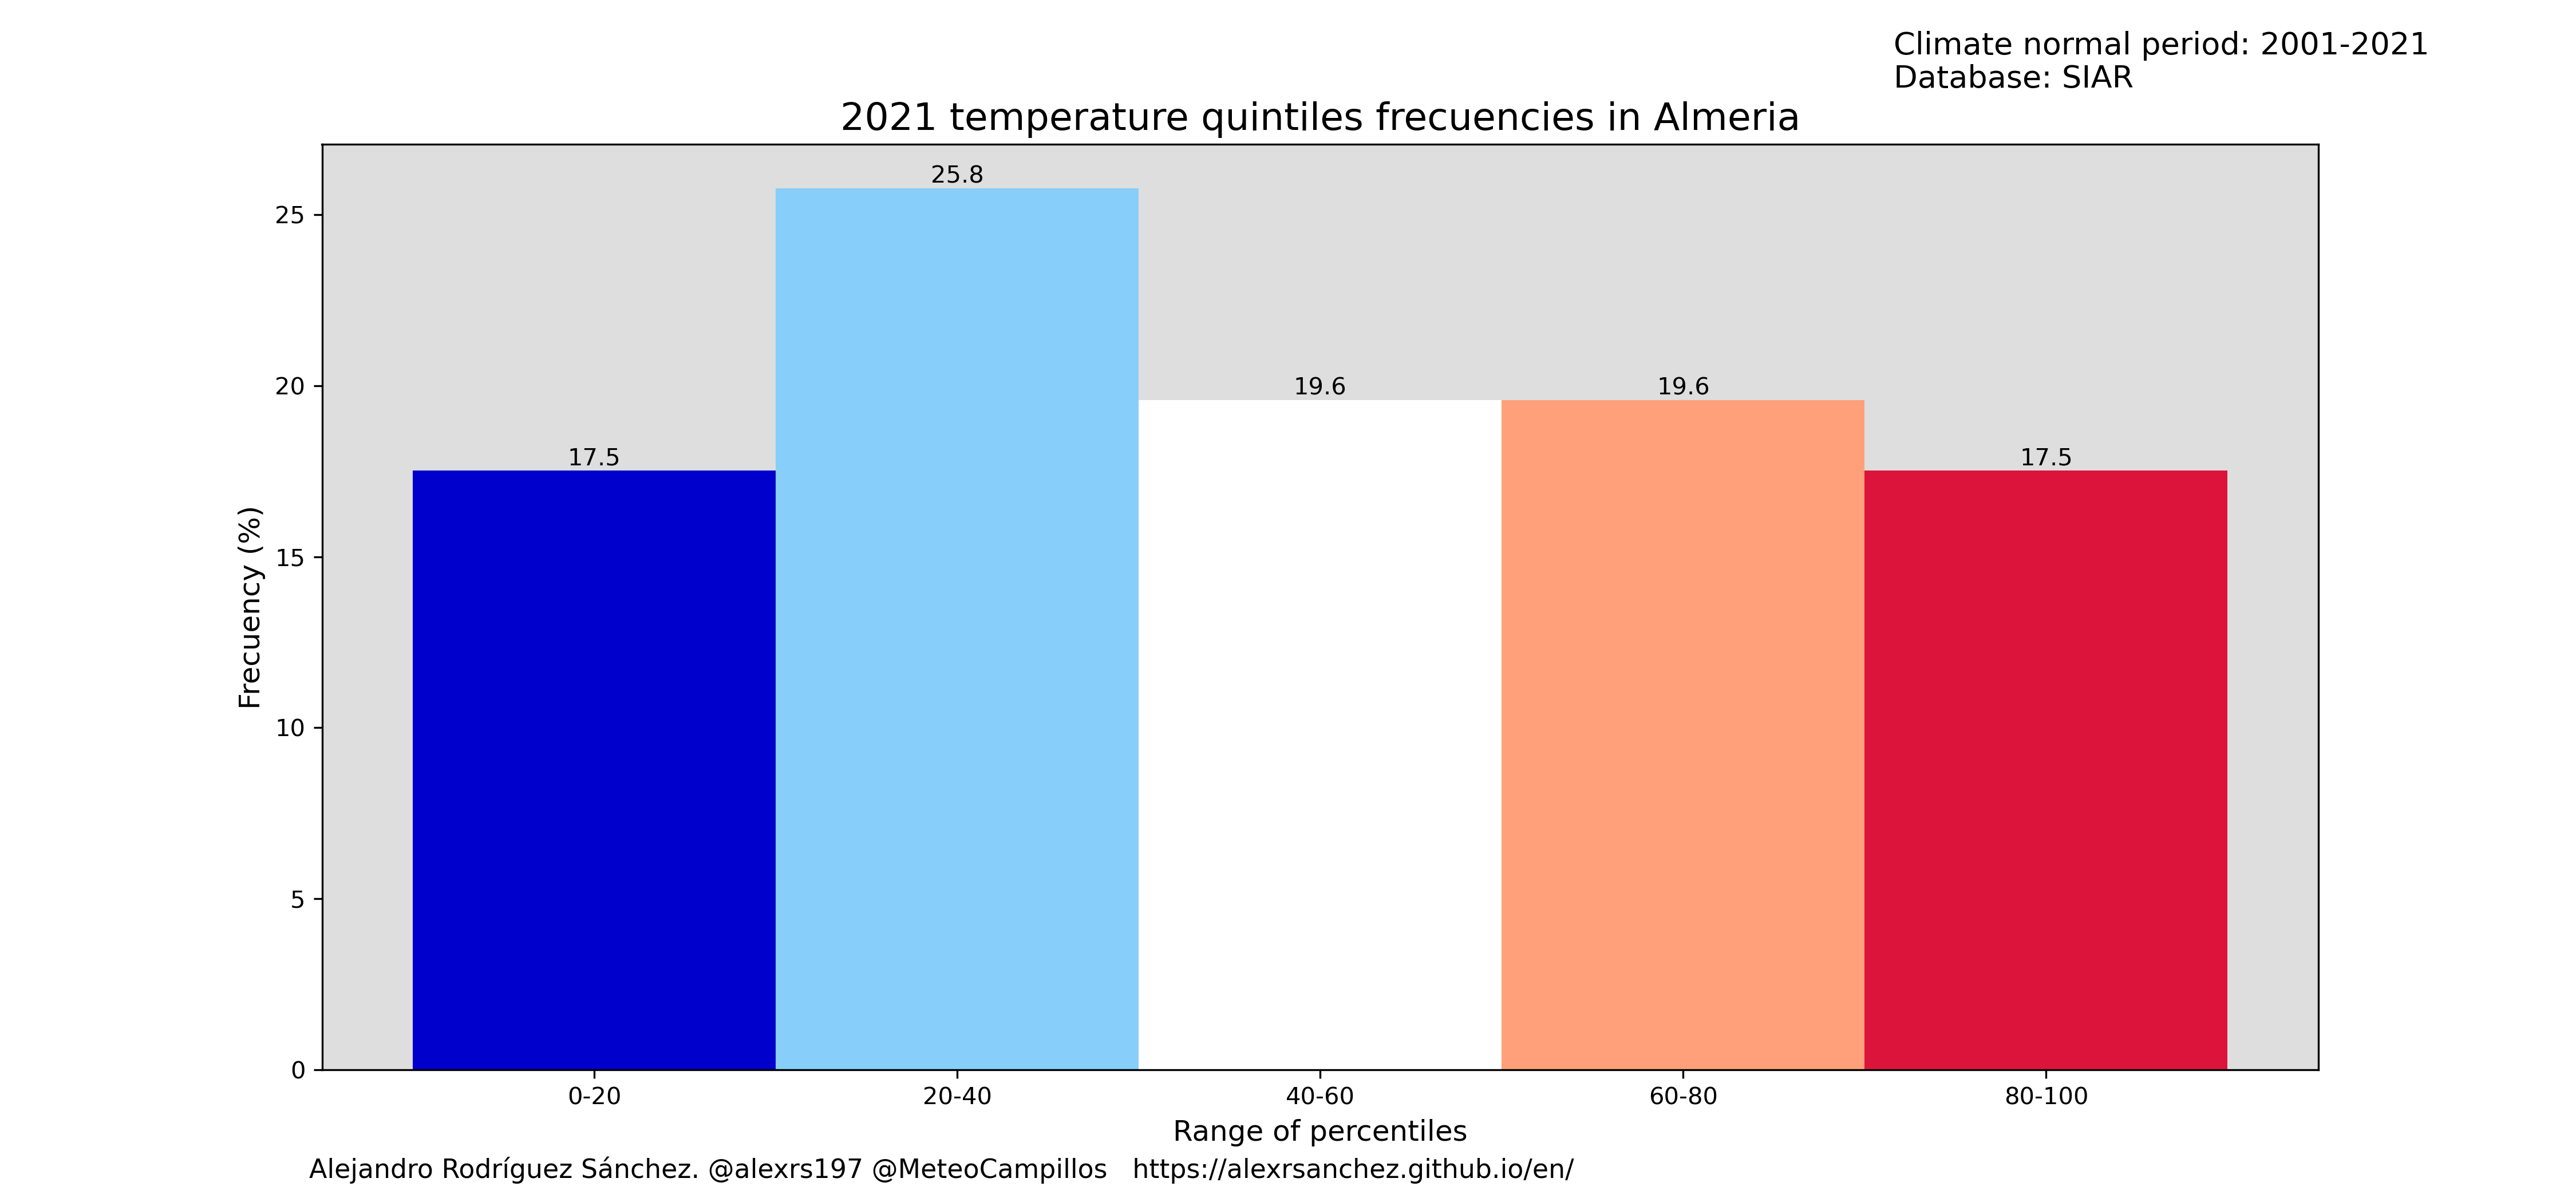 Climate normal period: 2001-2021
Database: SIAR
2021 temperature quintiles frecuencies in Almeria
Frecuency (%)
25
20
15
10
5
0
17.5
25.8
19.6
19.6
17.5
0-20
20-40
40-60
60-80
80-100
Range of percentiles
Alejandro Rodríguez Sánchez. @alexrs197 @MeteoCampillos https://alexrsanchez.github.io/en/